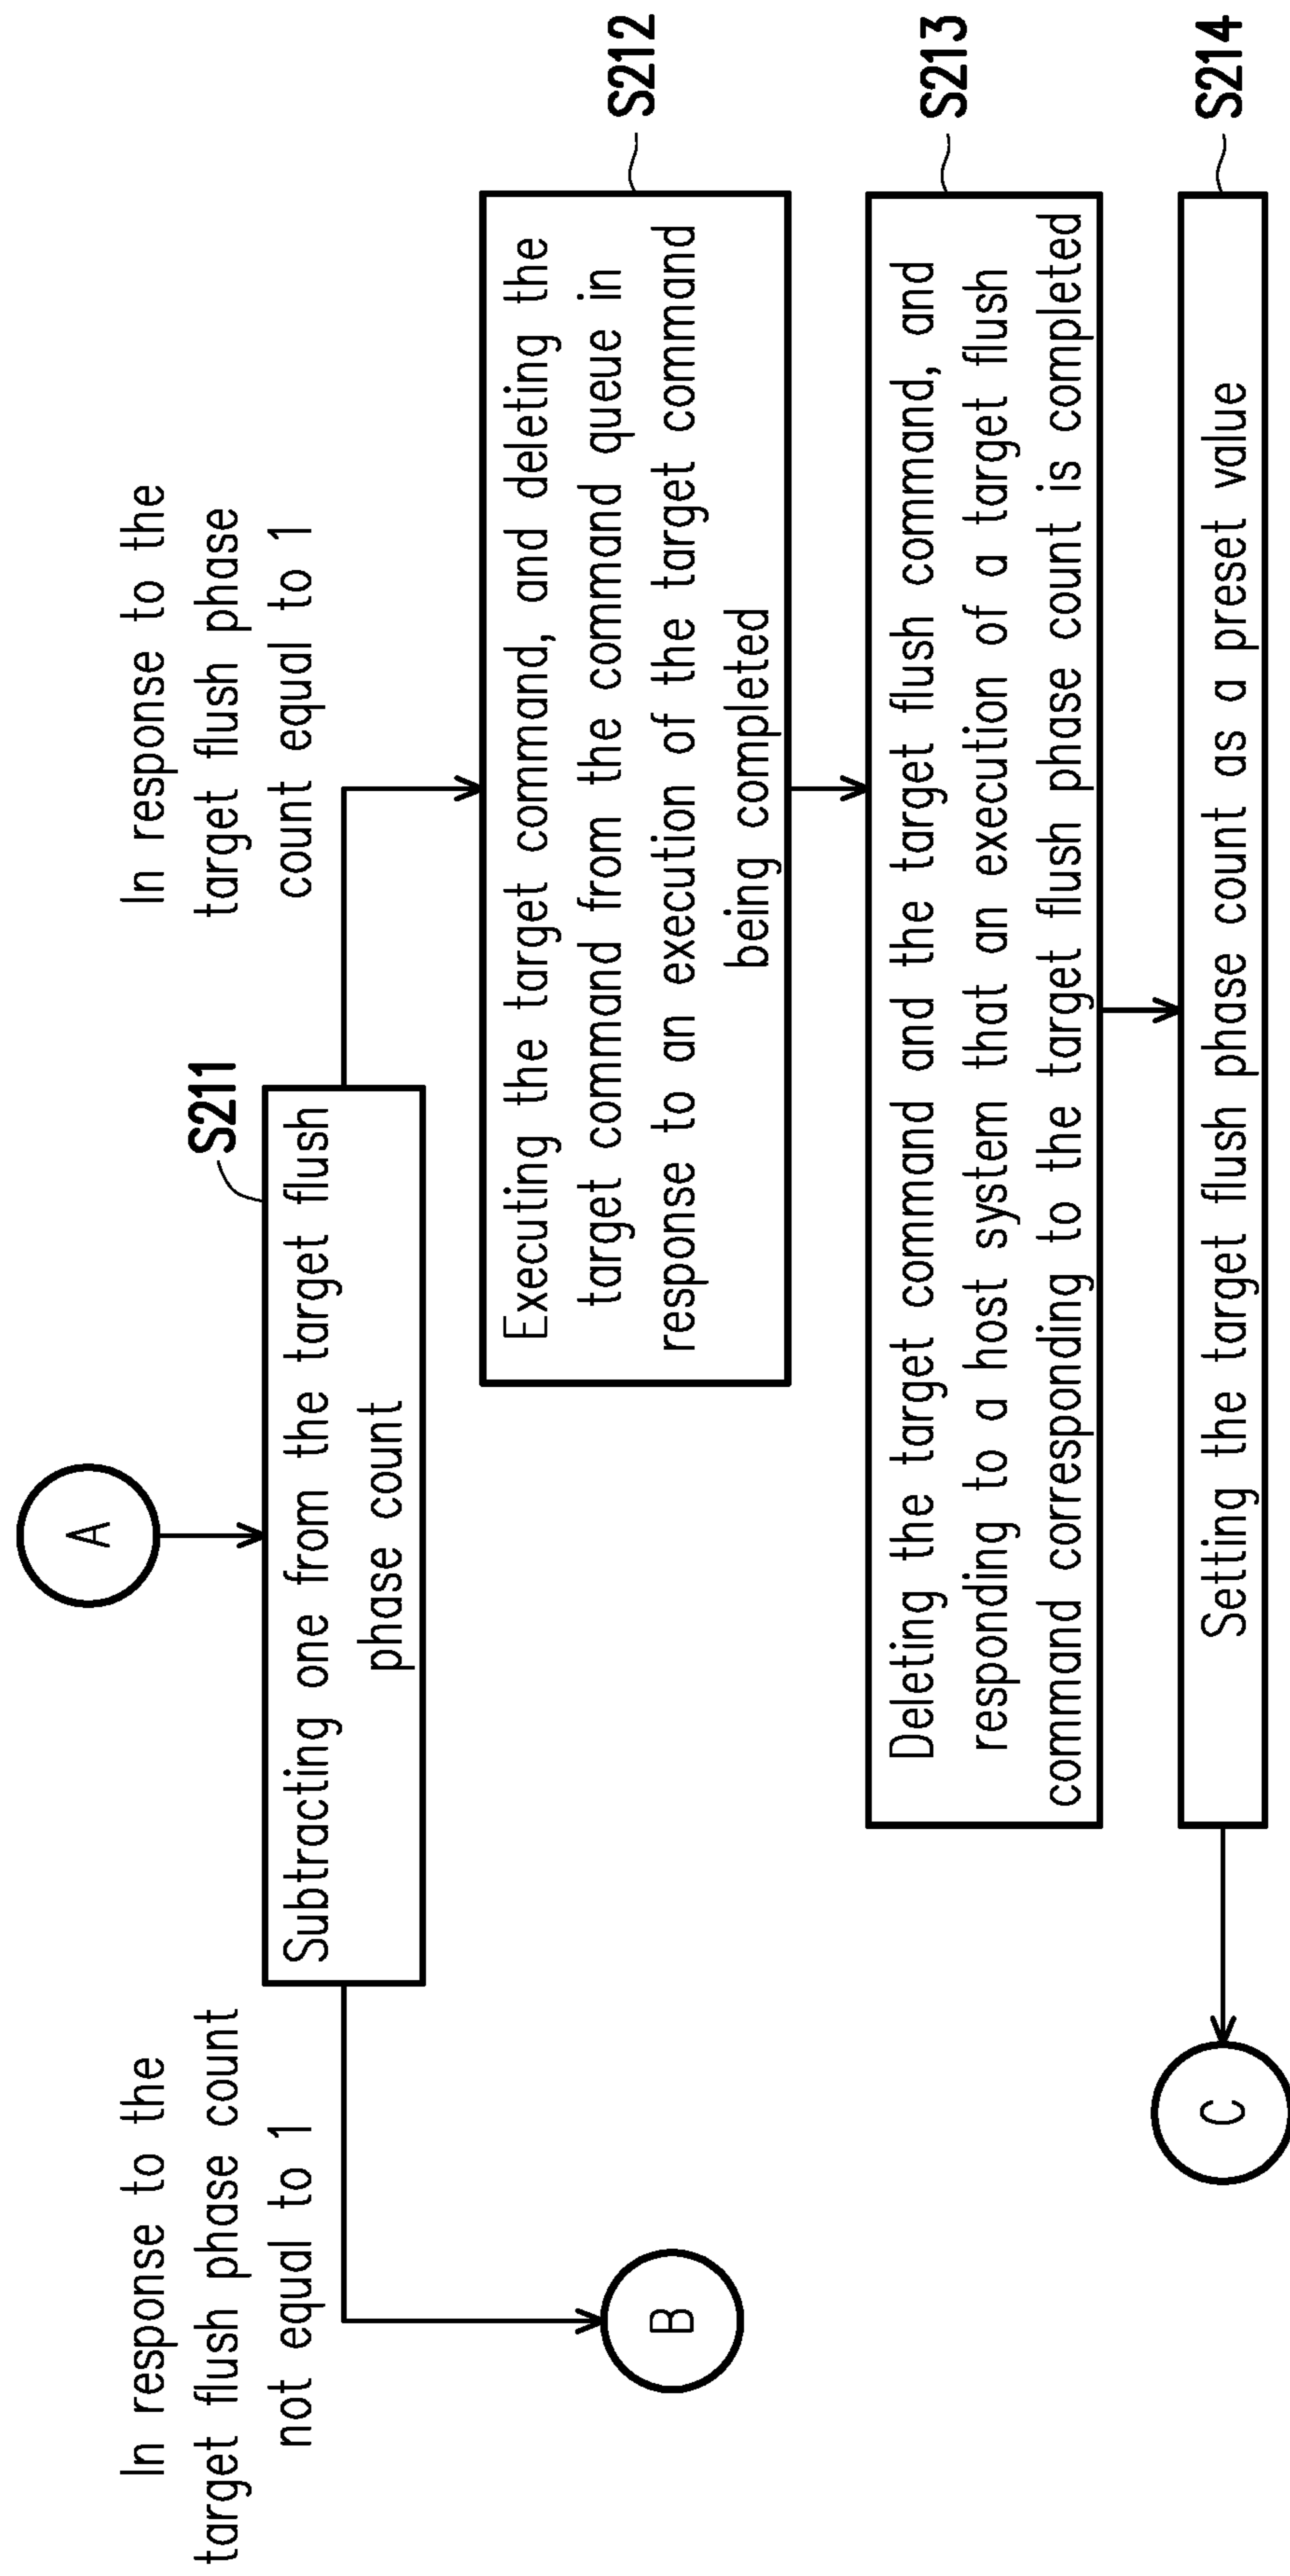 A
In response to the
target flush phase count
not equal to 1
S211
Subtracting one from the target flush
phase count
In response to the
target flush phase
count equal to 1
B
S212
Executing the target command, and deleting the
target command from the command queue in
response to an execution of the target command
being completed
S213
Deleting the target command and the target flush command, and
responding to a host system that an execution of a target flush
command corresponding to the target flush phase count is completed
S214
Setting the target flush phase count as a preset value
C